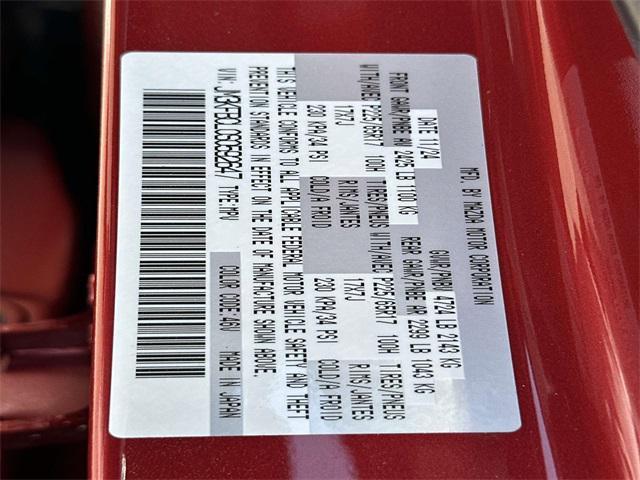 MFG. BY MAZDA MOTOR CORPORATION
DATE 11/24 GVWR/PNBV 4724 LB 2143 KG
FRONT GAWR/PNBE AV 2425 LB 1100 KG REAR GAWR/PNBE AR 2299 LB 1043 KG
WITH/AVEC P225/65R17 100H TIRES/PNEUS WITH/AVEC P225/65R17 100H TIRES/PNEUS
17X7J RIMS/JANTES 17X7J RIMS/JANTES
230 KPA/34 PSI COLD/A FROID 230 KPA/34 PSI COLD/A FROID
THIS VEHICLE CONFORMS TO ALL APPLICABLE FEDERAL MOTOR VEHICLE SAFETY AND THEFT
PREVENTION STANDARDS IN EFFECT ON THE DATE OF MANUFACTURE SHOWN ABOVE.
VIN: TYPE:MPV COLOR CODE:46V MADE IN JAPAN